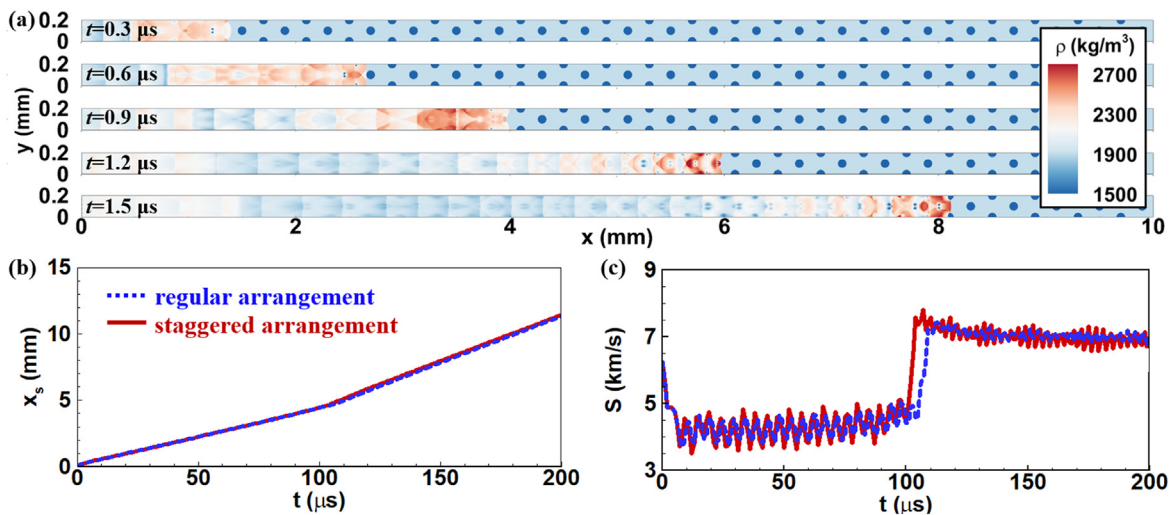 (a)
0.2
t=0.3 μs
0
0.2
t=0.6 μs
0
0.2
t=0.9 μs
0
0.2
t=1.2 μs
0
0.2
t=1.5 μs
0
y (mm)
0 2 4 6 8 10
x (mm)
ρ (kg/m³)
2700
2300
1900
1500
(b)
15
10
5
0
x_s (mm)
regular arrangement
staggered arrangement
0 50 100 150 200
t (μs)
(c)
9
7
5
3
S (km/s)
0 50 100 150 200
t (μs)